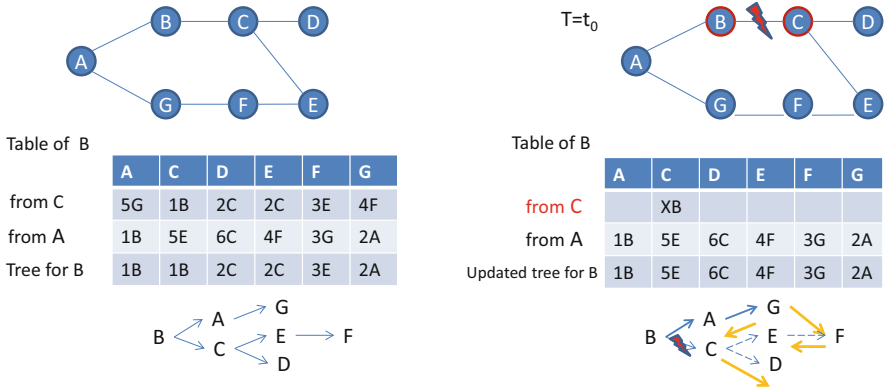 B C D
A
G F E
Table of B
A C D E F G
from C 5G 1B 2C 2C 3E 4F
from A 1B 5E 6C 4F 3G 2A
Tree for B 1B 1B 2C 2C 3E 2A
G
A
B E F
C
D
T=t0
B C D
A
G F E
Table of B
A C D E F G
from C XB
from A 1B 5E 6C 4F 3G 2A
Updated tree for B 1B 5E 6C 4F 3G 2A
G
A
B E F
C
D